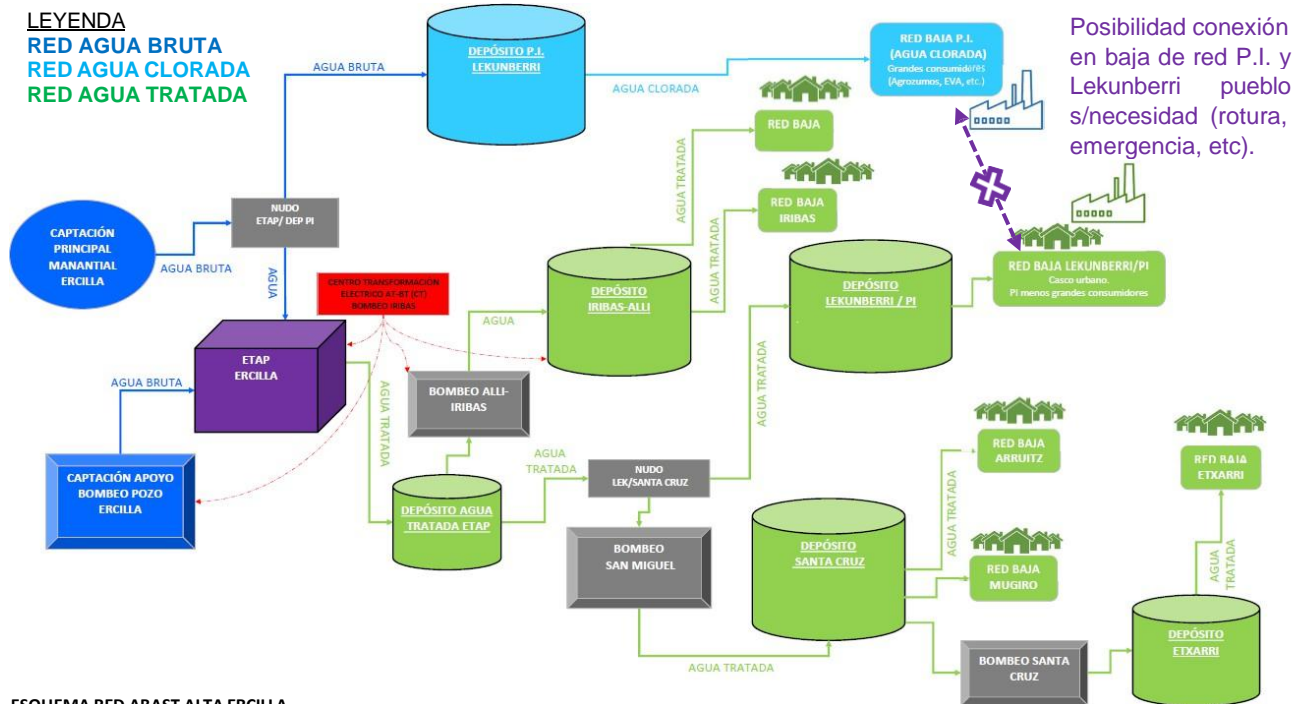 LEYENDA
RED AGUA BRUTA
RED AGUA CLORADA
RED AGUA TRATADA
AGUA BRUTA
DEPÓSITO P.I.
LEKUNBERRI
AGUA CLORADA
RED BAJA P.I.
(AGUA CLORADA)
Grandes consumidores
(Agrozumos, EVA, etc.)
Posibilidad conexión
en baja de red P.I. y
Lekunberri pueblo
s/necesidad (rotura,
emergencia, etc).
RED BAJA
AGUA TRATADA
RED BAJA
IRIBAS
AGUA TRATADA
CAPTACIÓN
PRINCIPAL
MANANTIAL
ERCILLA
AGUA BRUTA
NUDO
ETAP/ DEP PI
AGUA
CENTRO TRANSFORMACIÓN
ELECTRICO AT-BT (CT)
BOMBEO IRIBAS
AGUA
DEPÓSITO
IRIBAS-ALLI
DEPÓSITO
LEKUNBERRI / PI
RED BAJA LEKUNBERRI/PI
Casco urbano.
PI menos grandes consumidores
ETAP
ERCILLA
AGUA BRUTA
AGUA TRATADA
BOMBEO ALLI-
IRIBAS
AGUA TRATADA
CAPTACIÓN APOYO
BOMBEO POZO
ERCILLA
DEPÓSITO AGUA
TRATADA ETAP
AGUA
TRATADA
NUDO
LEK/SANTA CRUZ
BOMBEO
SAN MIGUEL
DEPÓSITO
SANTA CRUZ
AGUA TRATADA
RED BAJA
ARRUITZ
RED BAJA
MUGIRO
RED BAJA
ETXARRI
AGUA
TRATADA
AGUA TRATADA
BOMBEO SANTA
CRUZ
DEPÓSITO
ETXARRI
ESQUEMA RED ABAST ALTA ERCILLA